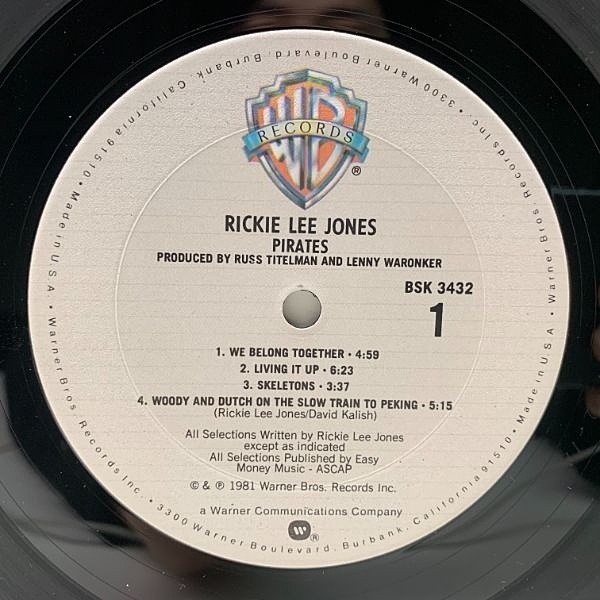 • Made in U.S.A. • Warner Bros. Records Inc. • 3300 Warner Boulevard, Burbank, California 91510 • Made in U.S.A. • Warner Bros. Records Inc. • 3300 Warner Boulevard, Burbank, California 91510
WB
RECORDS
®
RICKIE LEE JONES
PIRATES
PRODUCED BY RUSS TITELMAN AND LENNY WARONKER
BSK 3432
1
1. WE BELONG TOGETHER • 4:59
2. LIVING IT UP • 6:23
3. SKELETONS • 3:37
4. WOODY AND DUTCH ON THE SLOW TRAIN TO PEKING • 5:15
(Rickie Lee Jones/David Kalish)
All Selections Written by Rickie Lee Jones
except as indicated
All Selections Published by Easy
Money Music - ASCAP
© & ℗ 1981 Warner Bros. Records Inc.
a Warner Communications Company
W ®